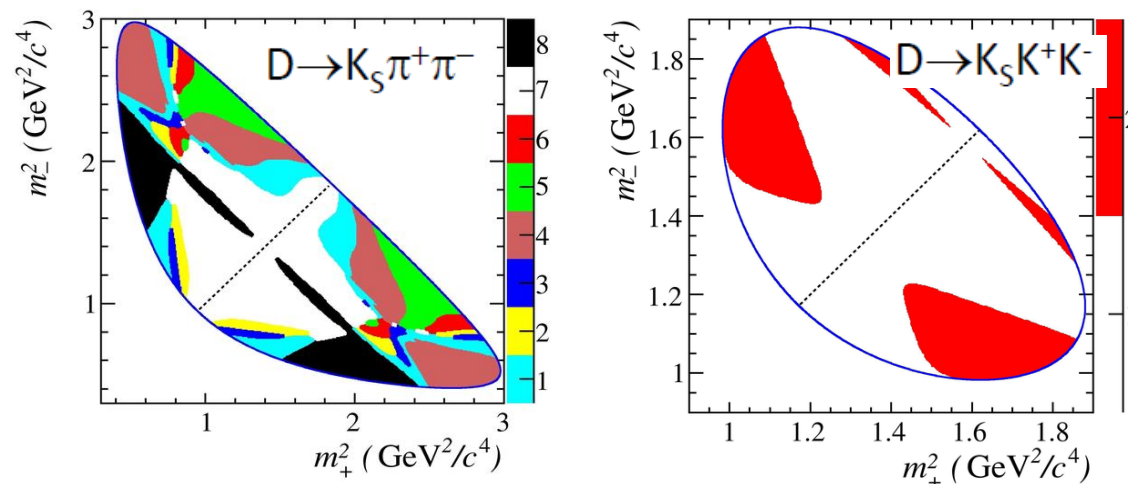 m²₋ (GeV²/c⁴)
3
2
1
D→K_Sπ⁺π⁻
8
7
6
5
4
3
2
1
1 2 3
m²₊ (GeV²/c⁴)
m²₋ (GeV²/c⁴)
1.8
1.6
1.4
1.2
1
D→K_SK⁺K⁻
1 1.2 1.4 1.6 1.8
m²₊ (GeV²/c⁴)